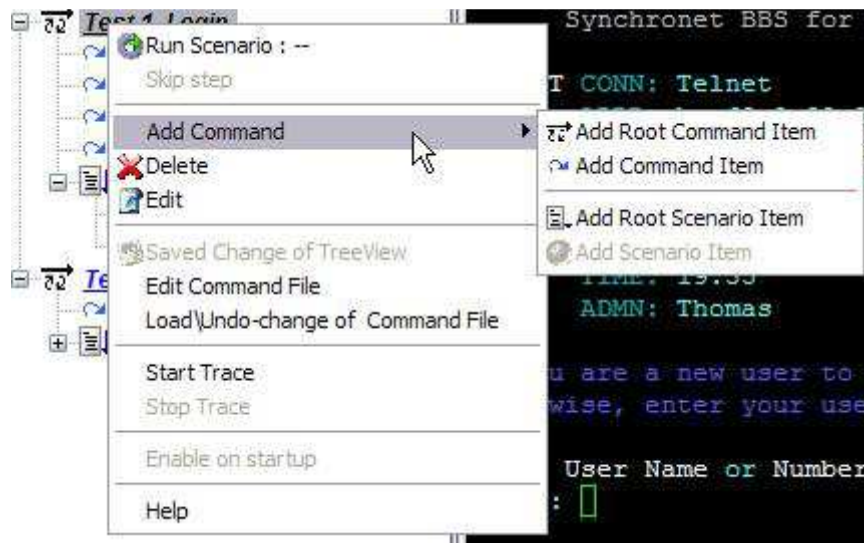 Test 1 Login
Run Scenario : --
Skip step
Add Command
Delete
Edit
Saved Change of TreeView
Edit Command File
Load\Undo-change of Command File
Start Trace
Stop Trace
Enable on startup
Help
Add Root Command Item
Add Command Item
Add Root Scenario Item
Add Scenario Item
Te
Synchronet BBS for
T CONN: Telnet
TIME: 19:35
ADMN: Thomas
u are a new user to
wise, enter your use
User Name or Number
: